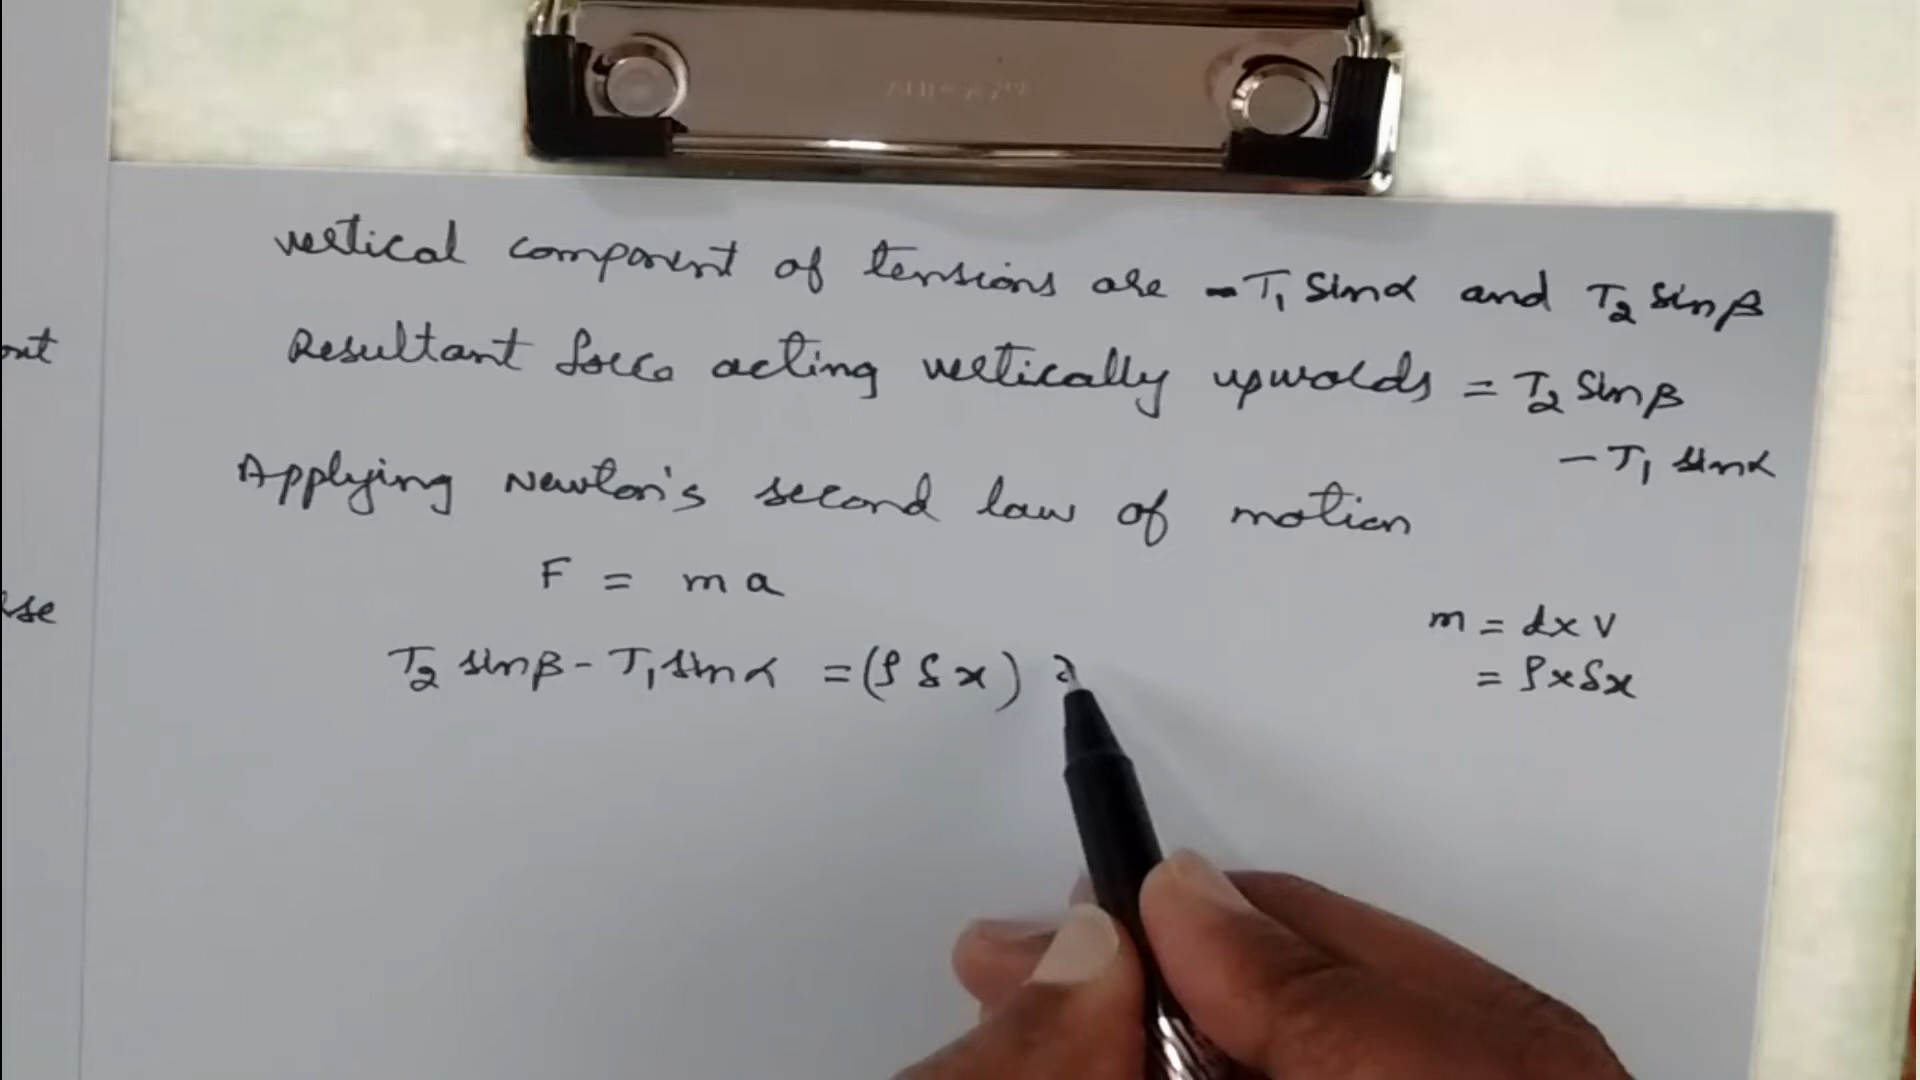 vertical component of tensions are -T₁ sinα and T₂ sinβ
Resultant force acting vertically upwards = T₂ sinβ
- T₁ sinα
Applying Newton's second law of motion
F = ma
m = d x V
T₂ sinβ - T₁ sinα = (ρ δx) ∂
= ρ x δx